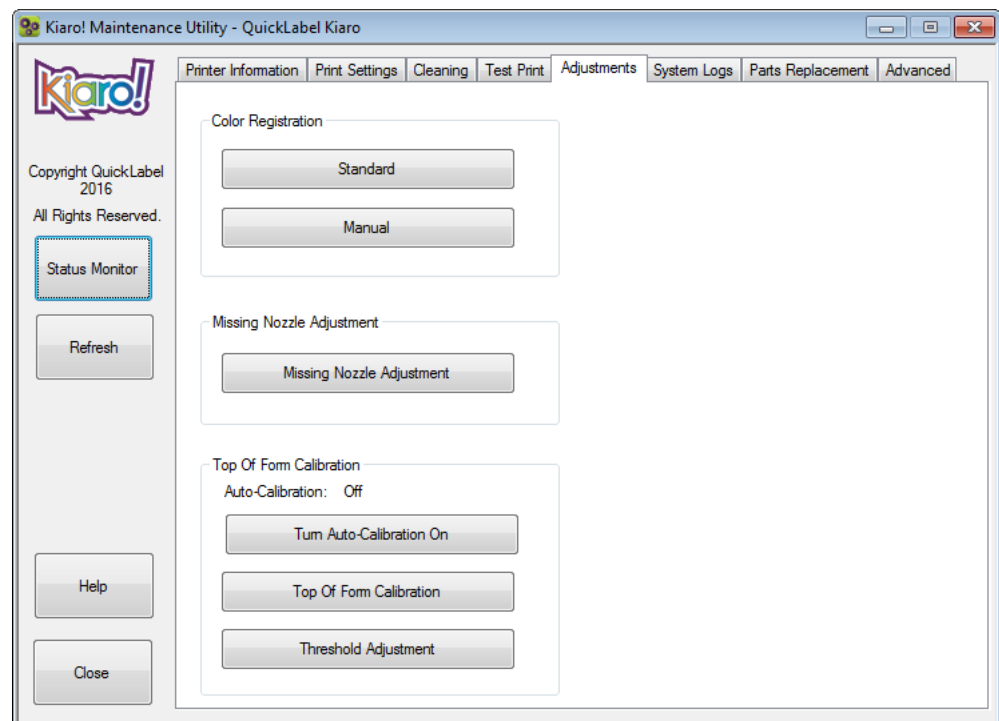 Kiaro! Maintenance Utility - QuickLabel Kiaro
Kiaro!
Copyright QuickLabel
2016
All Rights Reserved.
Status Monitor
Refresh
Help
Close
Printer Information Print Settings Cleaning Test Print Adjustments System Logs Parts Replacement Advanced
Color Registration
Standard
Manual
Missing Nozzle Adjustment
Missing Nozzle Adjustment
Top Of Form Calibration
Auto-Calibration: Off
Turn Auto-Calibration On
Top Of Form Calibration
Threshold Adjustment